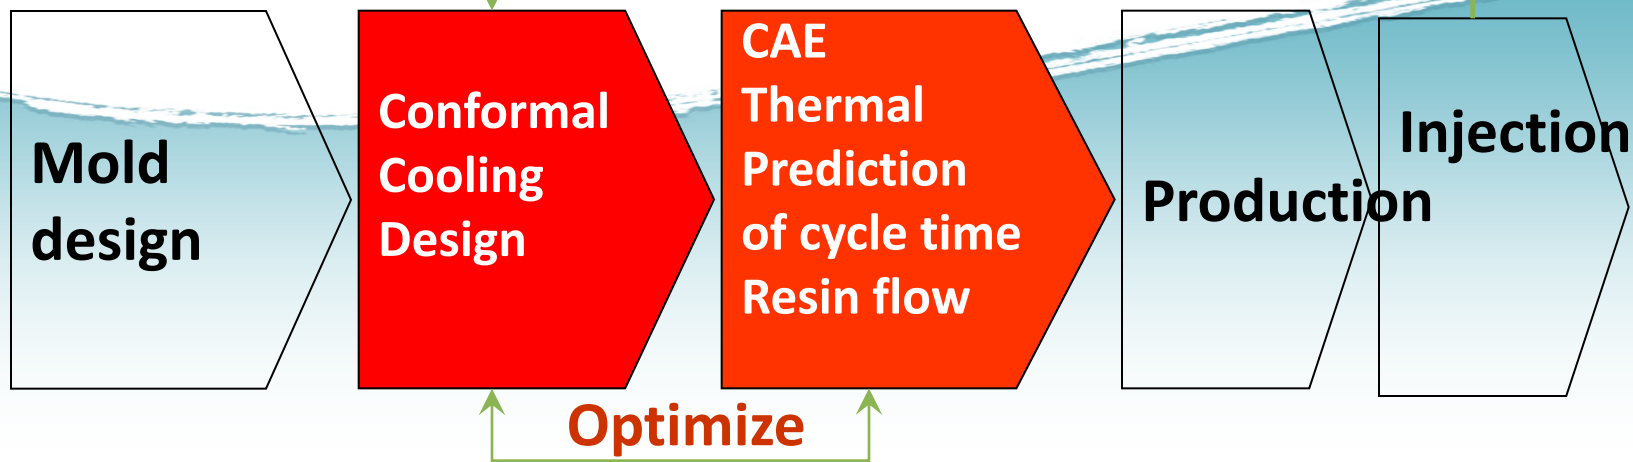 Mold
design
Conformal
Cooling
Design
CAE
Thermal
Prediction
of cycle time
Resin flow
Production
Injection
Optimize